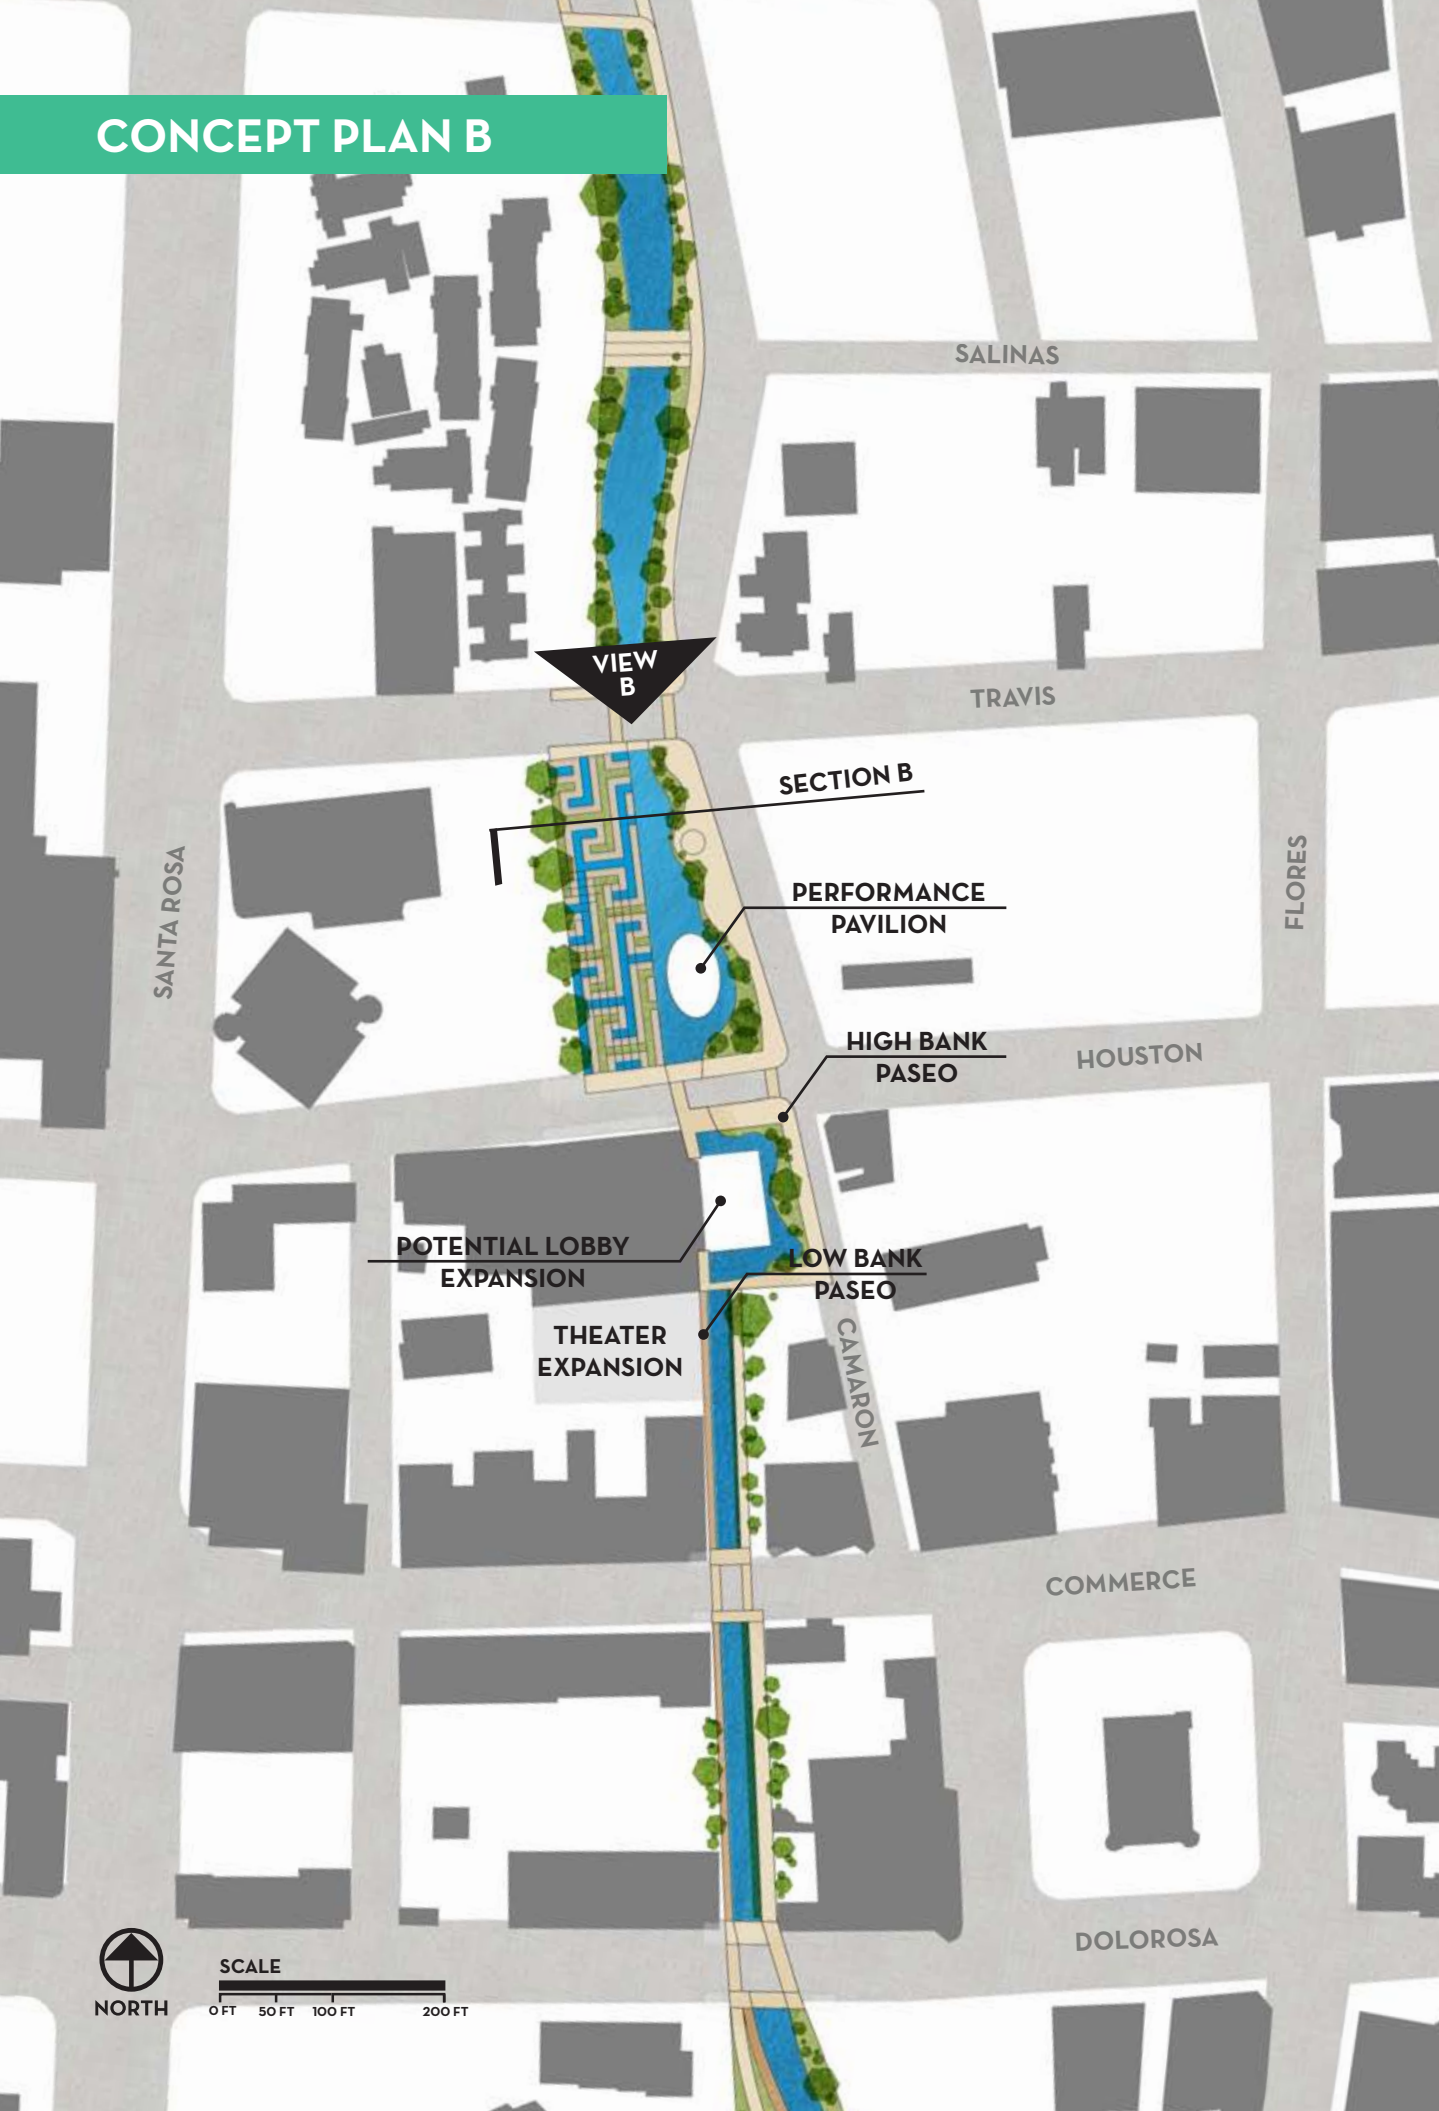 CONCEPT PLAN B
SALINAS
VIEW
B
TRAVIS
SECTION B
SANTA ROSA
FLORES
PERFORMANCE
PAVILION
HIGH BANK
PASEO
HOUSTON
POTENTIAL LOBBY
EXPANSION
LOW BANK
PASEO
THEATER
EXPANSION
CAMARON
COMMERCE
DOLOROSA
NORTH
SCALE
0 FT 50 FT 100 FT 200 FT